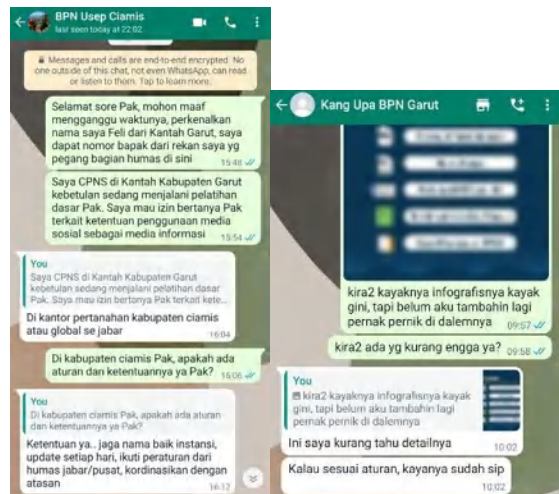 BPN Usep Ciamis
last seen today at 22:02
Messages and calls are end-to-end encrypted. No
one outside of this chat, not even WhatsApp, can read
or listen to them. Tap to learn more.
Selamat sore Pak, mohon maaf
mengganggu waktunya, perkenalkan
nama saya Feli dari Kantah Garut, saya
dapat nomor bapak dari rekan saya yg
pegang bagian humas di sini
15:48
Saya CPNS di Kantah Kabupaten Garut
kebetulan sedang menjalani pelatihan
dasar Pak. Saya mau izin bertanya Pak
terkait ketentuan penggunaan media
sosial sebagai media informasi
15:54
You
Saya CPNS di Kantah Kabupaten Garut
kebetulan sedang menjalani pelatihan dasar
Pak. Saya mau izin bertanya Pak terkait kete...
Di kantor pertanahan kabupaten ciamis
atau global se jabar
16:04
Di kabupaten ciamis Pak, apakah ada
aturan dan ketentuannya ya Pak?
16:06
You
Di kabupaten ciamis Pak, apakah ada aturan
dan ketentuannya ya Pak?
Ketentuan ya.. jaga nama baik instansi,
update setiap hari, ikuti peraturan dari
humas jabar/pusat, kordinasikan dengan
atasan
16:12
Kang Upa BPN Garut
kira2 kayaknya infografisnya kayak
gini, tapi belum aku tambahin lagi
pernak pernik di dalemnya
09:57
kira2 ada yg kurang engga ya?
09:58
You
kira2 kayaknya infografisnya kayak
gini, tapi belum aku tambahin lagi
pernak pernik di dalemnya
Ini saya kurang tahu detailnya
10:02
Kalau sesuai aturan, kayanya sudah sip
10:02